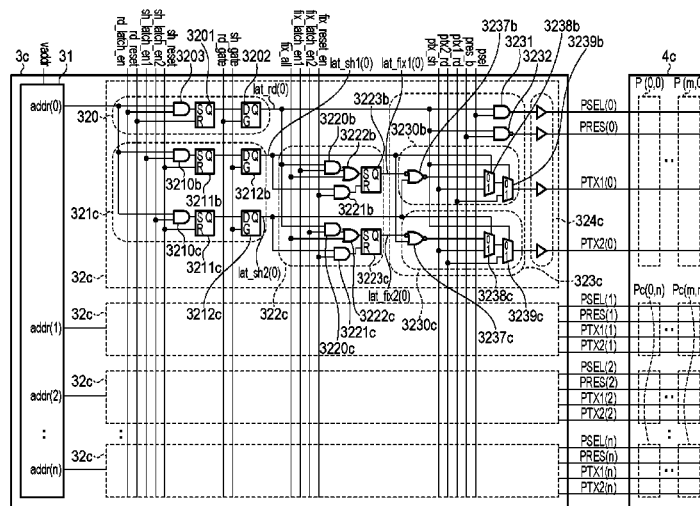 3c
vaddr
31
rd_latch_en
rd_reset
sh_latch_en1
sh_latch_en2
sh_reset
3203
3201
rd_gate
sh_gate
3202
lat_sh1(0)
fix_all
fix_latch_en1
fix_latch_en2
fix_reset_en
lat_fix1(0)
ptx_sh
ptx2_rd
ptx1_rd
pres_b
psel
3237b
3238b
3231
3232
3239b
4c
addr(0)
320
lat_rd(0)
3220b
3222b
3223b
3230b
PSEL(0)
P(0,0)
P(m,0)
PRES(0)
S Q
R
D Q
G
3210b
3211b
3212b
321c
3221b
PTX1(0)
0
1
0
1
3210c
3211c
3212c
lat_sh2(0)
322c
3220c
3221c
3222c
3223c
lat_fix2(0)
3230c
3237c
3238c
3239c
PTX2(0)
324c
323c
32c
addr(1)
32c
PSEL(1)
PRES(1)
PTX1(1)
PTX2(1)
Pc(0,n)
Pc(m,n)
addr(2)
32c
PSEL(2)
PRES(2)
PTX1(2)
PTX2(2)
addr(n)
32c
PSEL(n)
PRES(n)
PTX1(n)
PTX2(n)